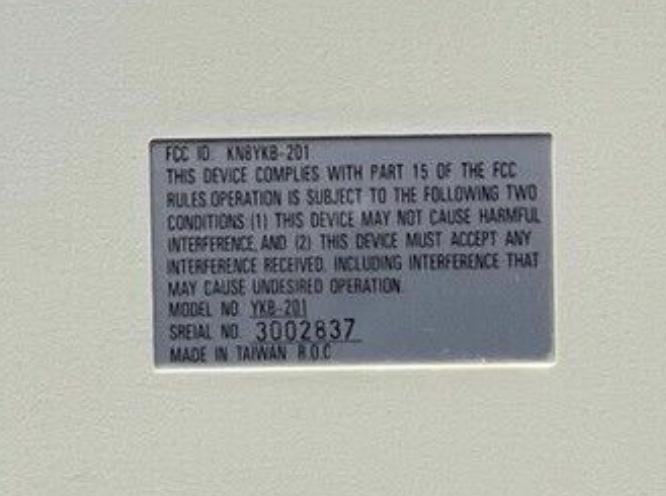 FCC ID: KN8YKB-201
THIS DEVICE COMPLIES WITH PART 15 OF THE FCC
RULES.OPERATION IS SUBJECT TO THE FOLLOWING TWO
CONDITIONS (1) THIS DEVICE MAY NOT CAUSE HARMFUL
INTERFERENCE, AND (2) THIS DEVICE MUST ACCEPT ANY
INTERFERENCE RECEIVED, INCLUDING INTERFERENCE THAT
MAY CAUSE UNDESIRED OPERATION
MODEL NO. YKB-201
SREIAL NO. 3002837
MADE IN TAIWAN R.O.C